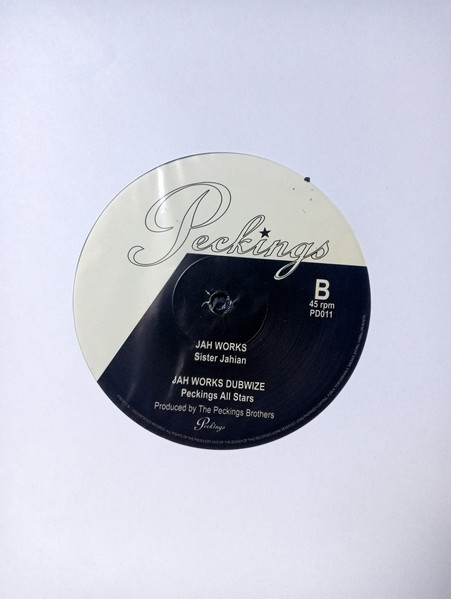 Peckings
B
45 rpm
PD011
JAH WORKS
Sister Jahian
JAH WORKS DUBWIZE
Peckings All Stars
Produced by The Peckings Brothers
Peckings